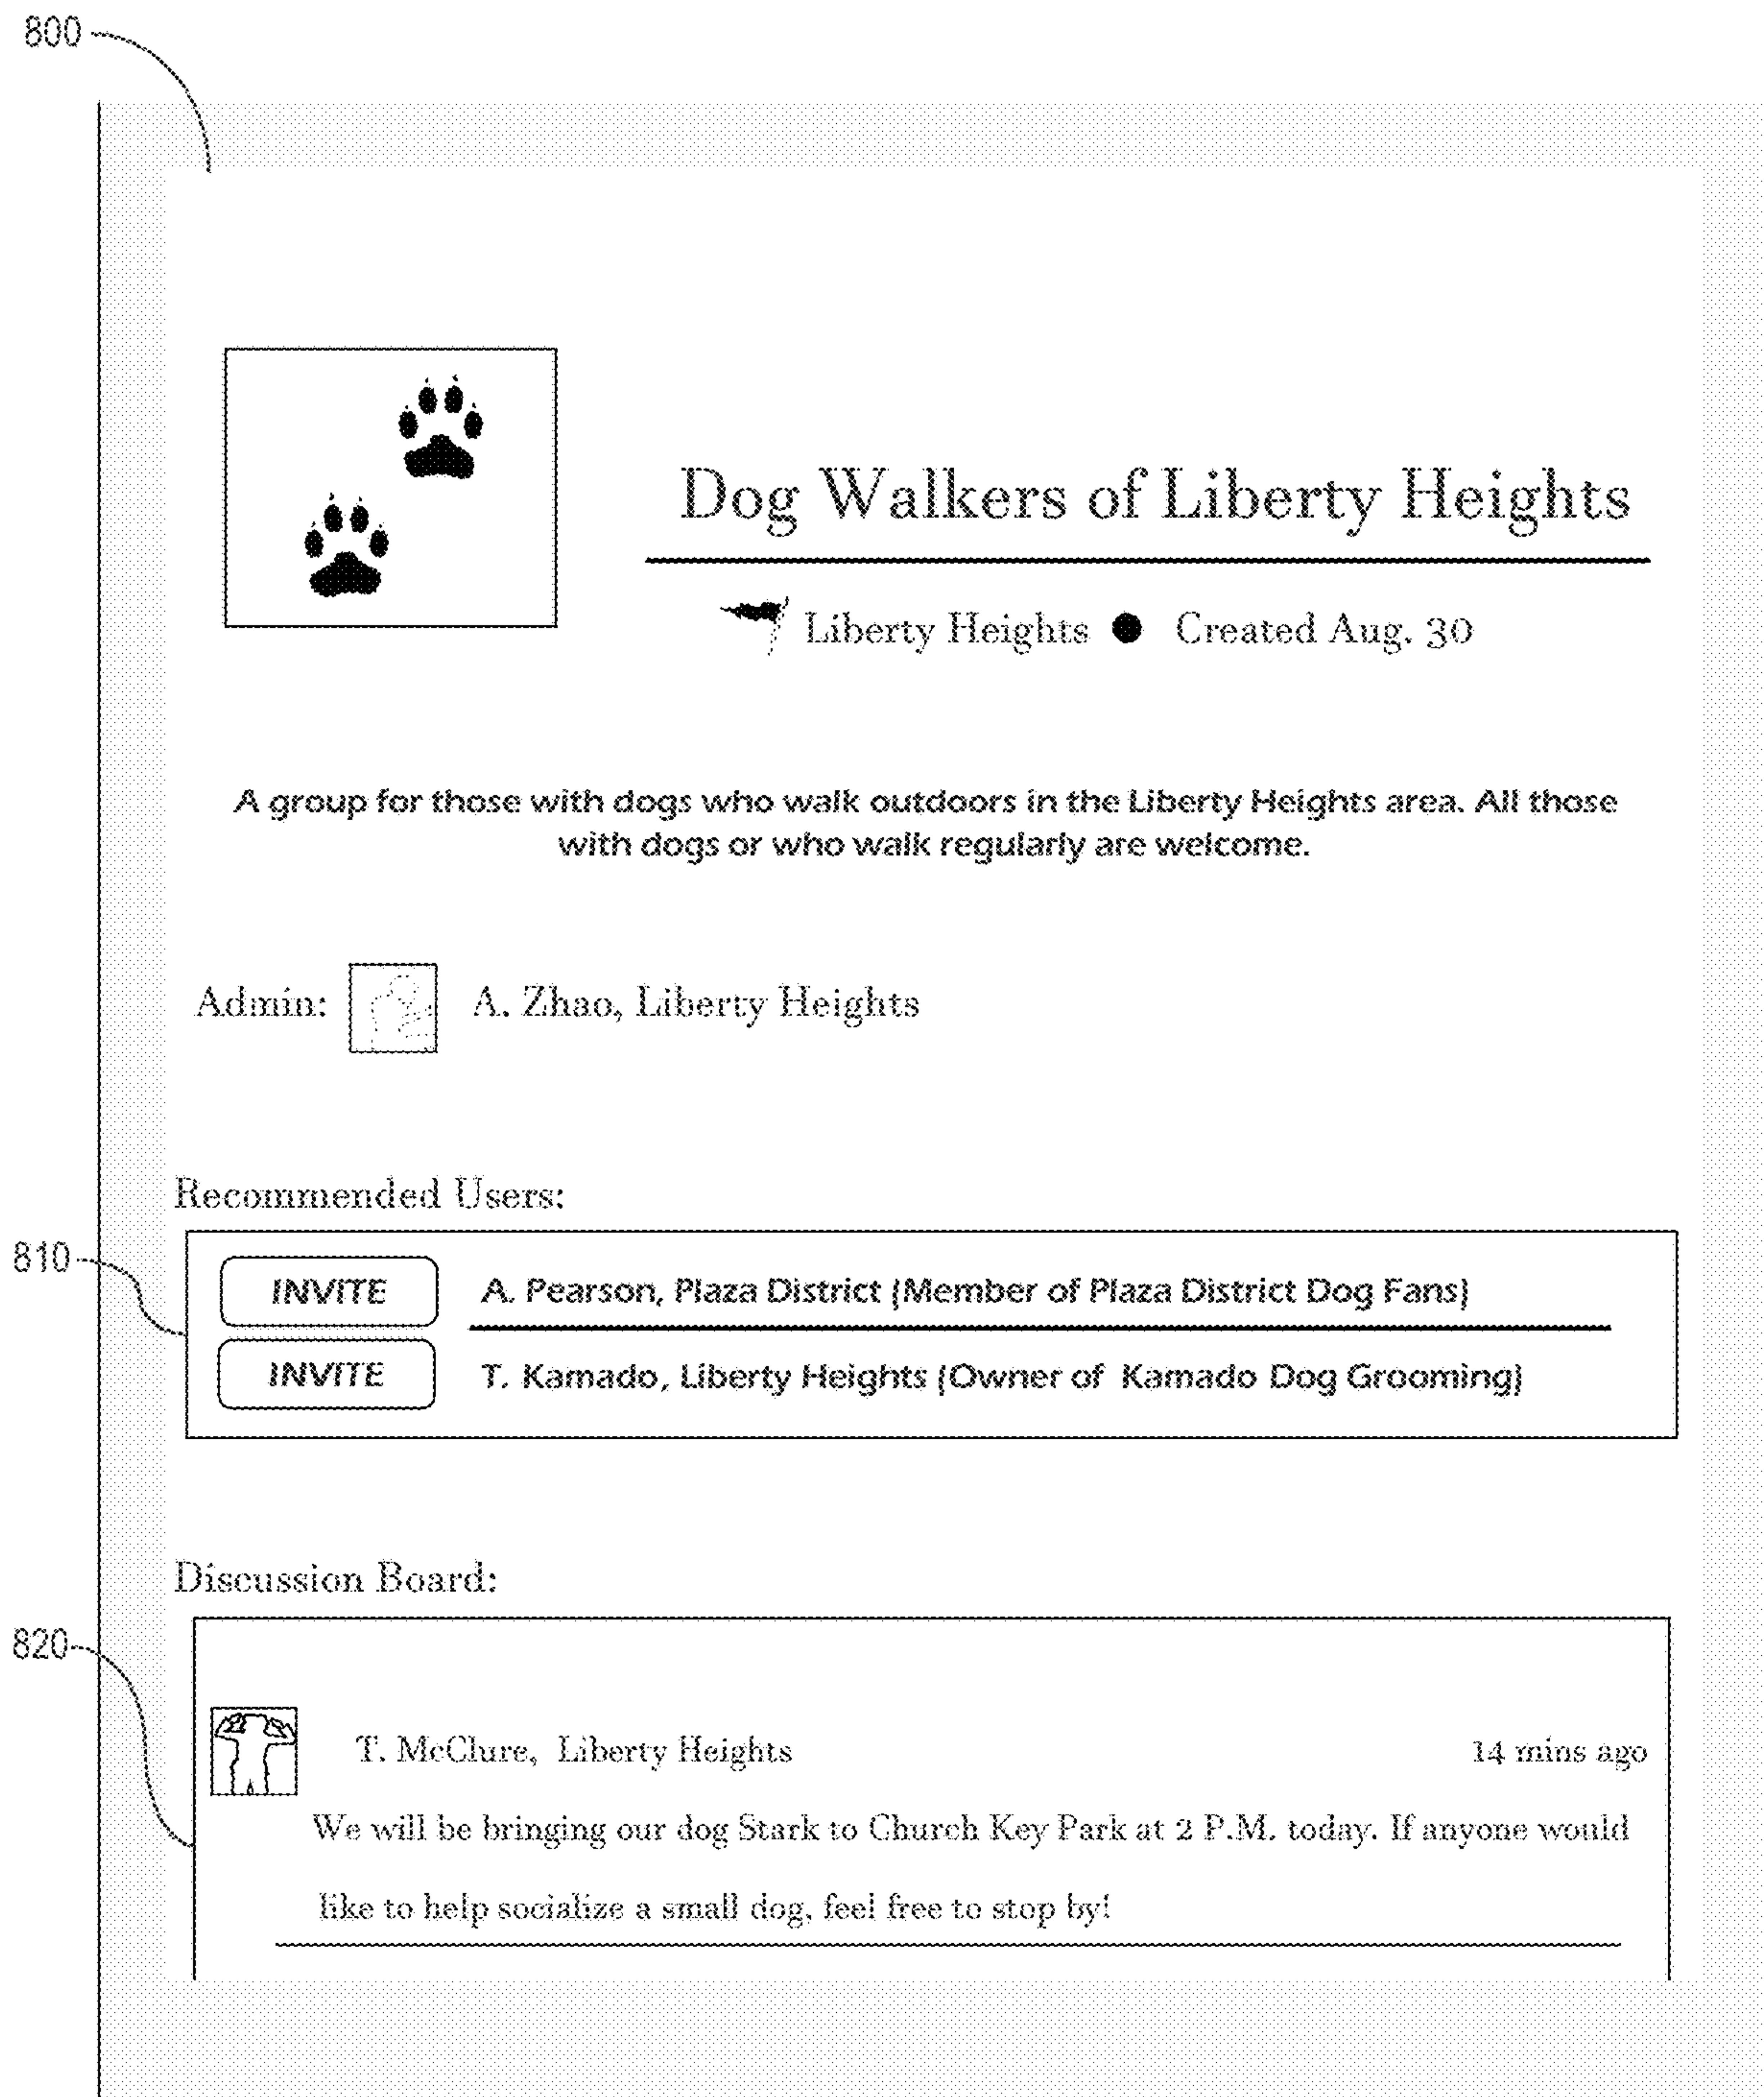 800
Dog Walkers of Liberty Heights
Liberty Heights ● Created Aug. 30
A group for those with dogs who walk outdoors in the Liberty Heights area. All those
with dogs or who walk regularly are welcome.
Admin: A. Zhao, Liberty Heights
Recommended Users:
810
INVITE A. Pearson, Plaza District (Member of Plaza District Dog Fans)
INVITE T. Kamado, Liberty Heights (Owner of Kamado Dog Grooming)
Discussion Board:
820
T. McClure, Liberty Heights 14 mins ago
We will be bringing our dog Stark to Church Key Park at 2 P.M. today. If anyone would
like to help socialize a small dog, feel free to stop by!